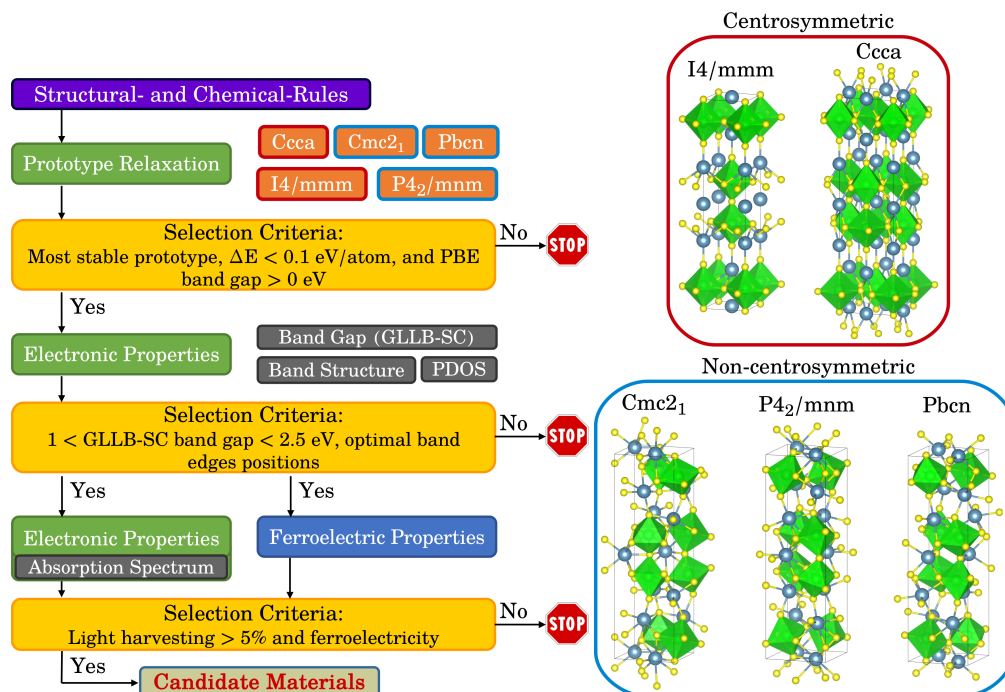 Structural- and Chemical-Rules
Prototype Relaxation
Ccca
Cmc2₁
Pbcn
I4/mmm
P4₂/mnm
Selection Criteria:
Most stable prototype, ΔE < 0.1 eV/atom, and PBE
band gap > 0 eV
No
STOP
Yes
Electronic Properties
Band Gap (GLLB-SC)
Band Structure
PDOS
Selection Criteria:
1 < GLLB-SC band gap < 2.5 eV, optimal band
edges positions
No
STOP
Yes
Yes
Electronic Properties
Absorption Spectrum
Ferroelectric Properties
Selection Criteria:
Light harvesting > 5% and ferroelectricity
No
STOP
Yes
Candidate Materials
Centrosymmetric
I4/mmm
Ccca
Non-centrosymmetric
Cmc2₁
P4₂/mnm
Pbcn